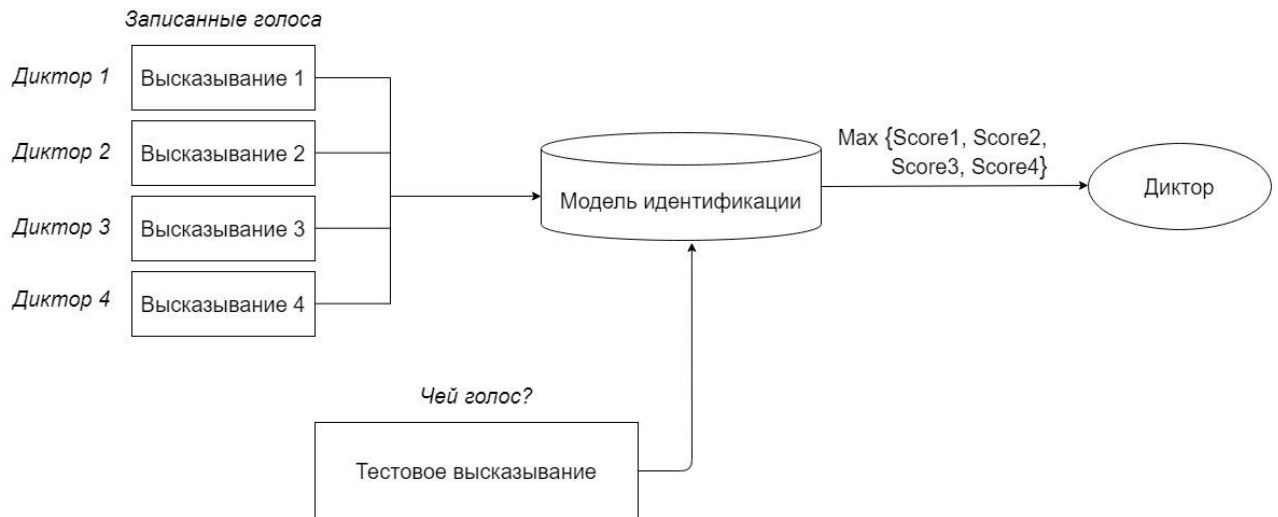 Записанные голоса
Диктор 1
Высказывание 1
Диктор 2
Высказывание 2
Диктор 3
Высказывание 3
Диктор 4
Высказывание 4
Модель идентификации
Max {Score1, Score2,
Score3, Score4}
Диктор
Чей голос?
Тестовое высказывание